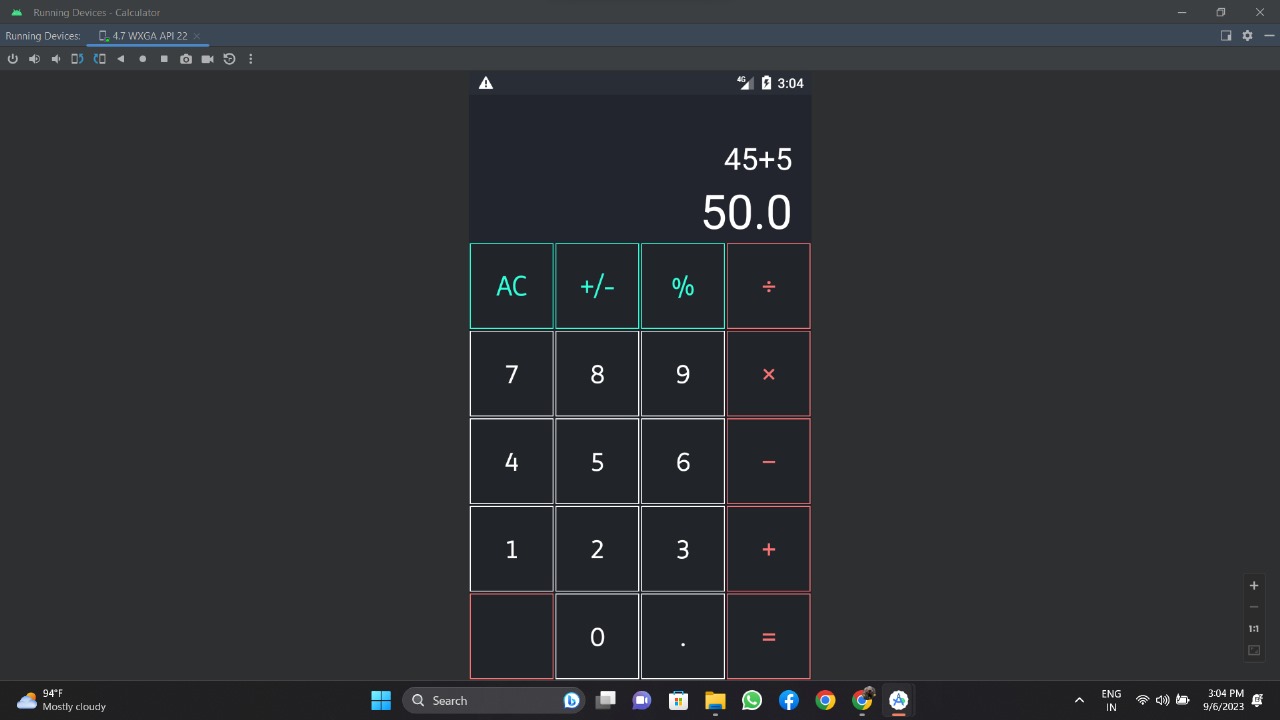 Running Devices - Calculator
Running Devices: 4.7 WXGA API 22
4G 3:04
45+5
50.0
AC +/- % ÷
7 8 9 ×
4 5 6 −
1 2 3 +
0 . =
1:1
94°F
Mostly cloudy
Search
ENG
IN
3:04 PM
9/6/2023